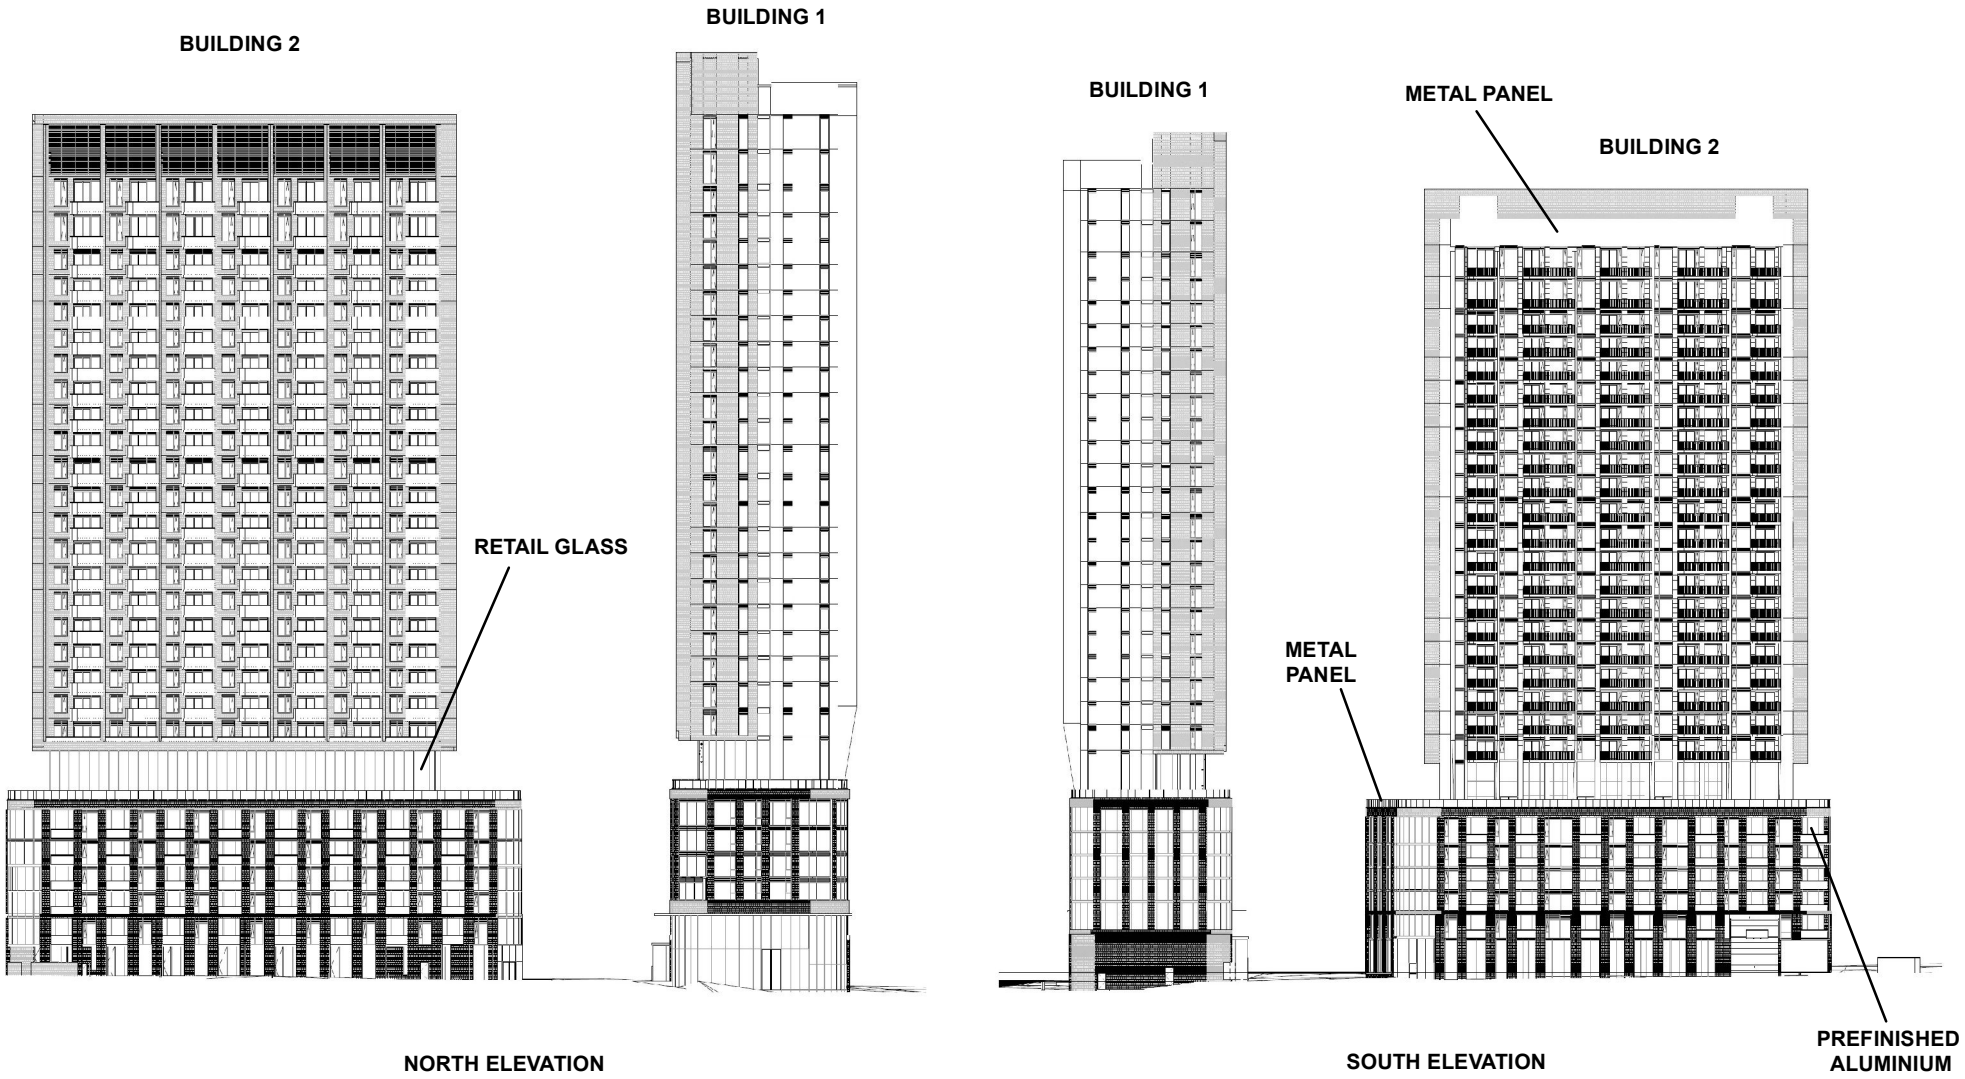 BUILDING 2
BUILDING 1
BUILDING 1
METAL PANEL
BUILDING 2
RETAIL GLASS
METAL
PANEL
PREFINISHED
ALUMINIUM
NORTH ELEVATION
SOUTH ELEVATION